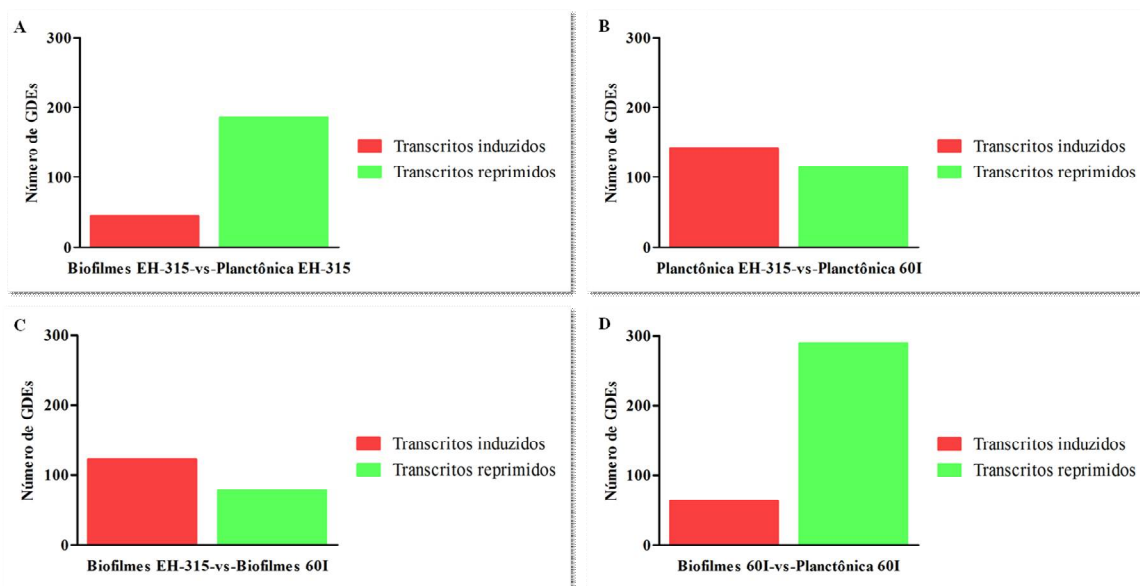 A
Número de GDEs
300
200
100
0
Biofilmes EH-315-vs-Planctônica EH-315
Transcritos induzidos
Transcritos reprimidos
B
Número de GDEs
300
200
100
0
Planctônica EH-315-vs-Planctônica 60I
Transcritos induzidos
Transcritos reprimidos
C
Número de GDEs
300
200
100
0
Biofilmes EH-315-vs-Biofilmes 60I
Transcritos induzidos
Transcritos reprimidos
D
Número de GDEs
300
200
100
0
Biofilmes 60I-vs-Planctônica 60I
Transcritos induzidos
Transcritos reprimidos